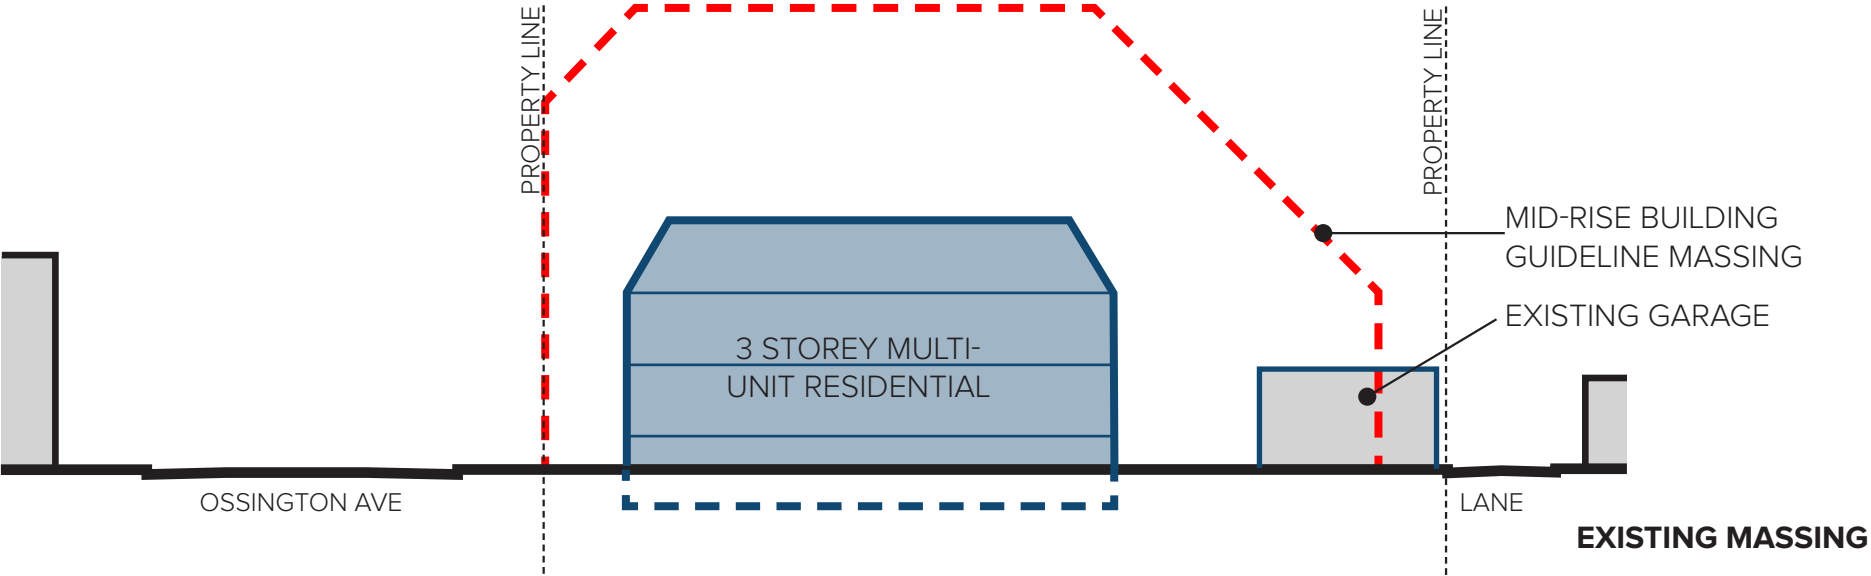 PROPERTY LINE
PROPERTY LINE
MID-RISE BUILDING
GUIDELINE MASSING
EXISTING GARAGE
3 STOREY MULTI-
UNIT RESIDENTIAL
OSSINGTON AVE
LANE
EXISTING MASSING